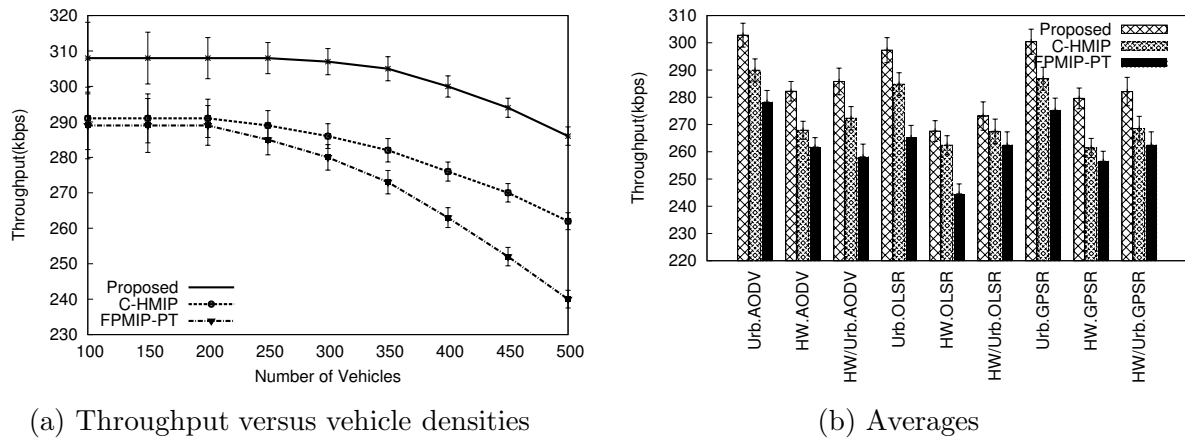 320
310
300
290
280
270
260
250
240
230
Throughput(kbps)
Proposed
C-HMIP
FPMIP-PT
100 150 200 250 300 350 400 450 500
Number of Vehicles
(a) Throughput versus vehicle densities
310
300
290
280
270
260
250
240
230
220
Throughput(kbps)
Proposed
C-HMIP
FPMIP-PT
Urb.AODV
HW.AODV
HW/Urb.AODV
Urb.OLSR
HW.OLSR
HW/Urb.OLSR
Urb.GPSR
HW.GPSR
HW/Urb.GPSR
(b) Averages